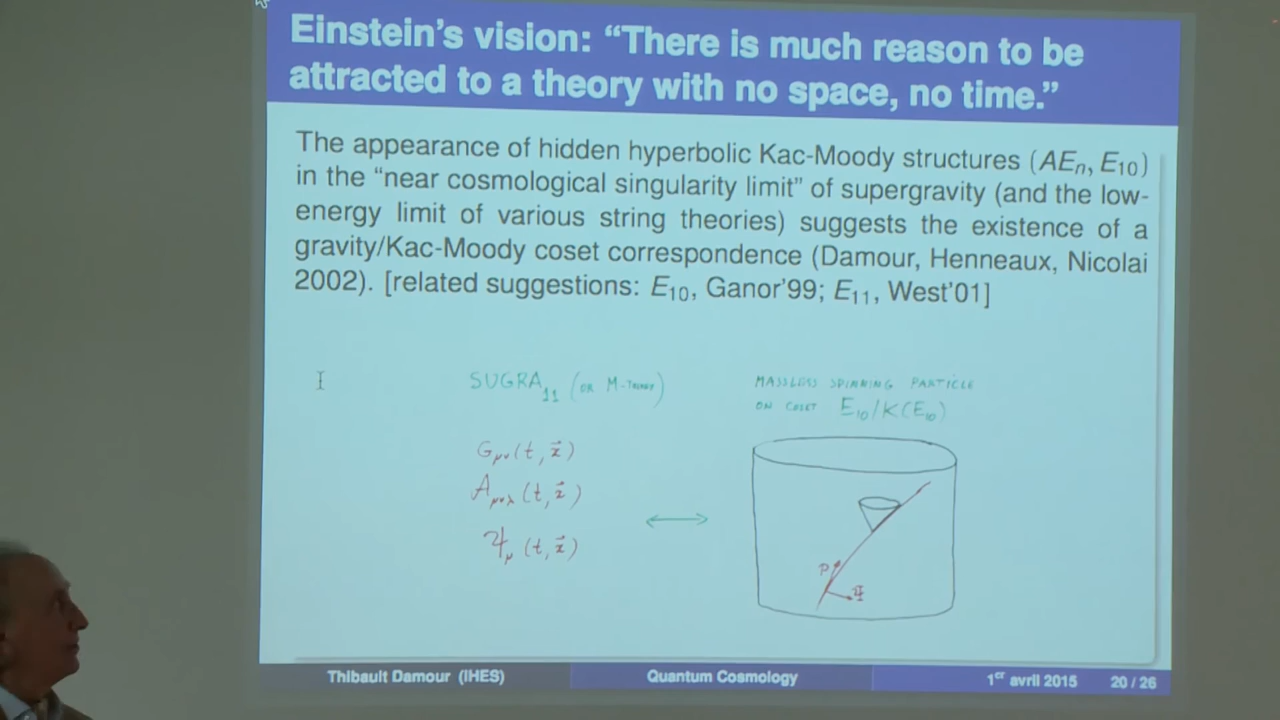 Einstein's vision: “There is much reason to be
attracted to a theory with no space, no time.”
The appearance of hidden hyperbolic Kac-Moody structures (AEₙ, E₁₀)
in the “near cosmological singularity limit” of supergravity (and the low-
energy limit of various string theories) suggests the existence of a
gravity/Kac-Moody coset correspondence (Damour, Henneaux, Nicolai
2002). [related suggestions: E₁₀, Ganor'99; E₁₁, West'01]
SUGRA₁₁ (OR M-THEORY)
MASSLESS SPINNING PARTICLE
ON COSET E₁₀/K(E₁₀)
Gμν(t, x⃗)
Aμνλ(t, x⃗)
ψμ(t, x⃗)
P
Ψ
Thibault Damour (IHES)
Quantum Cosmology
1er avril 2015
20 / 26